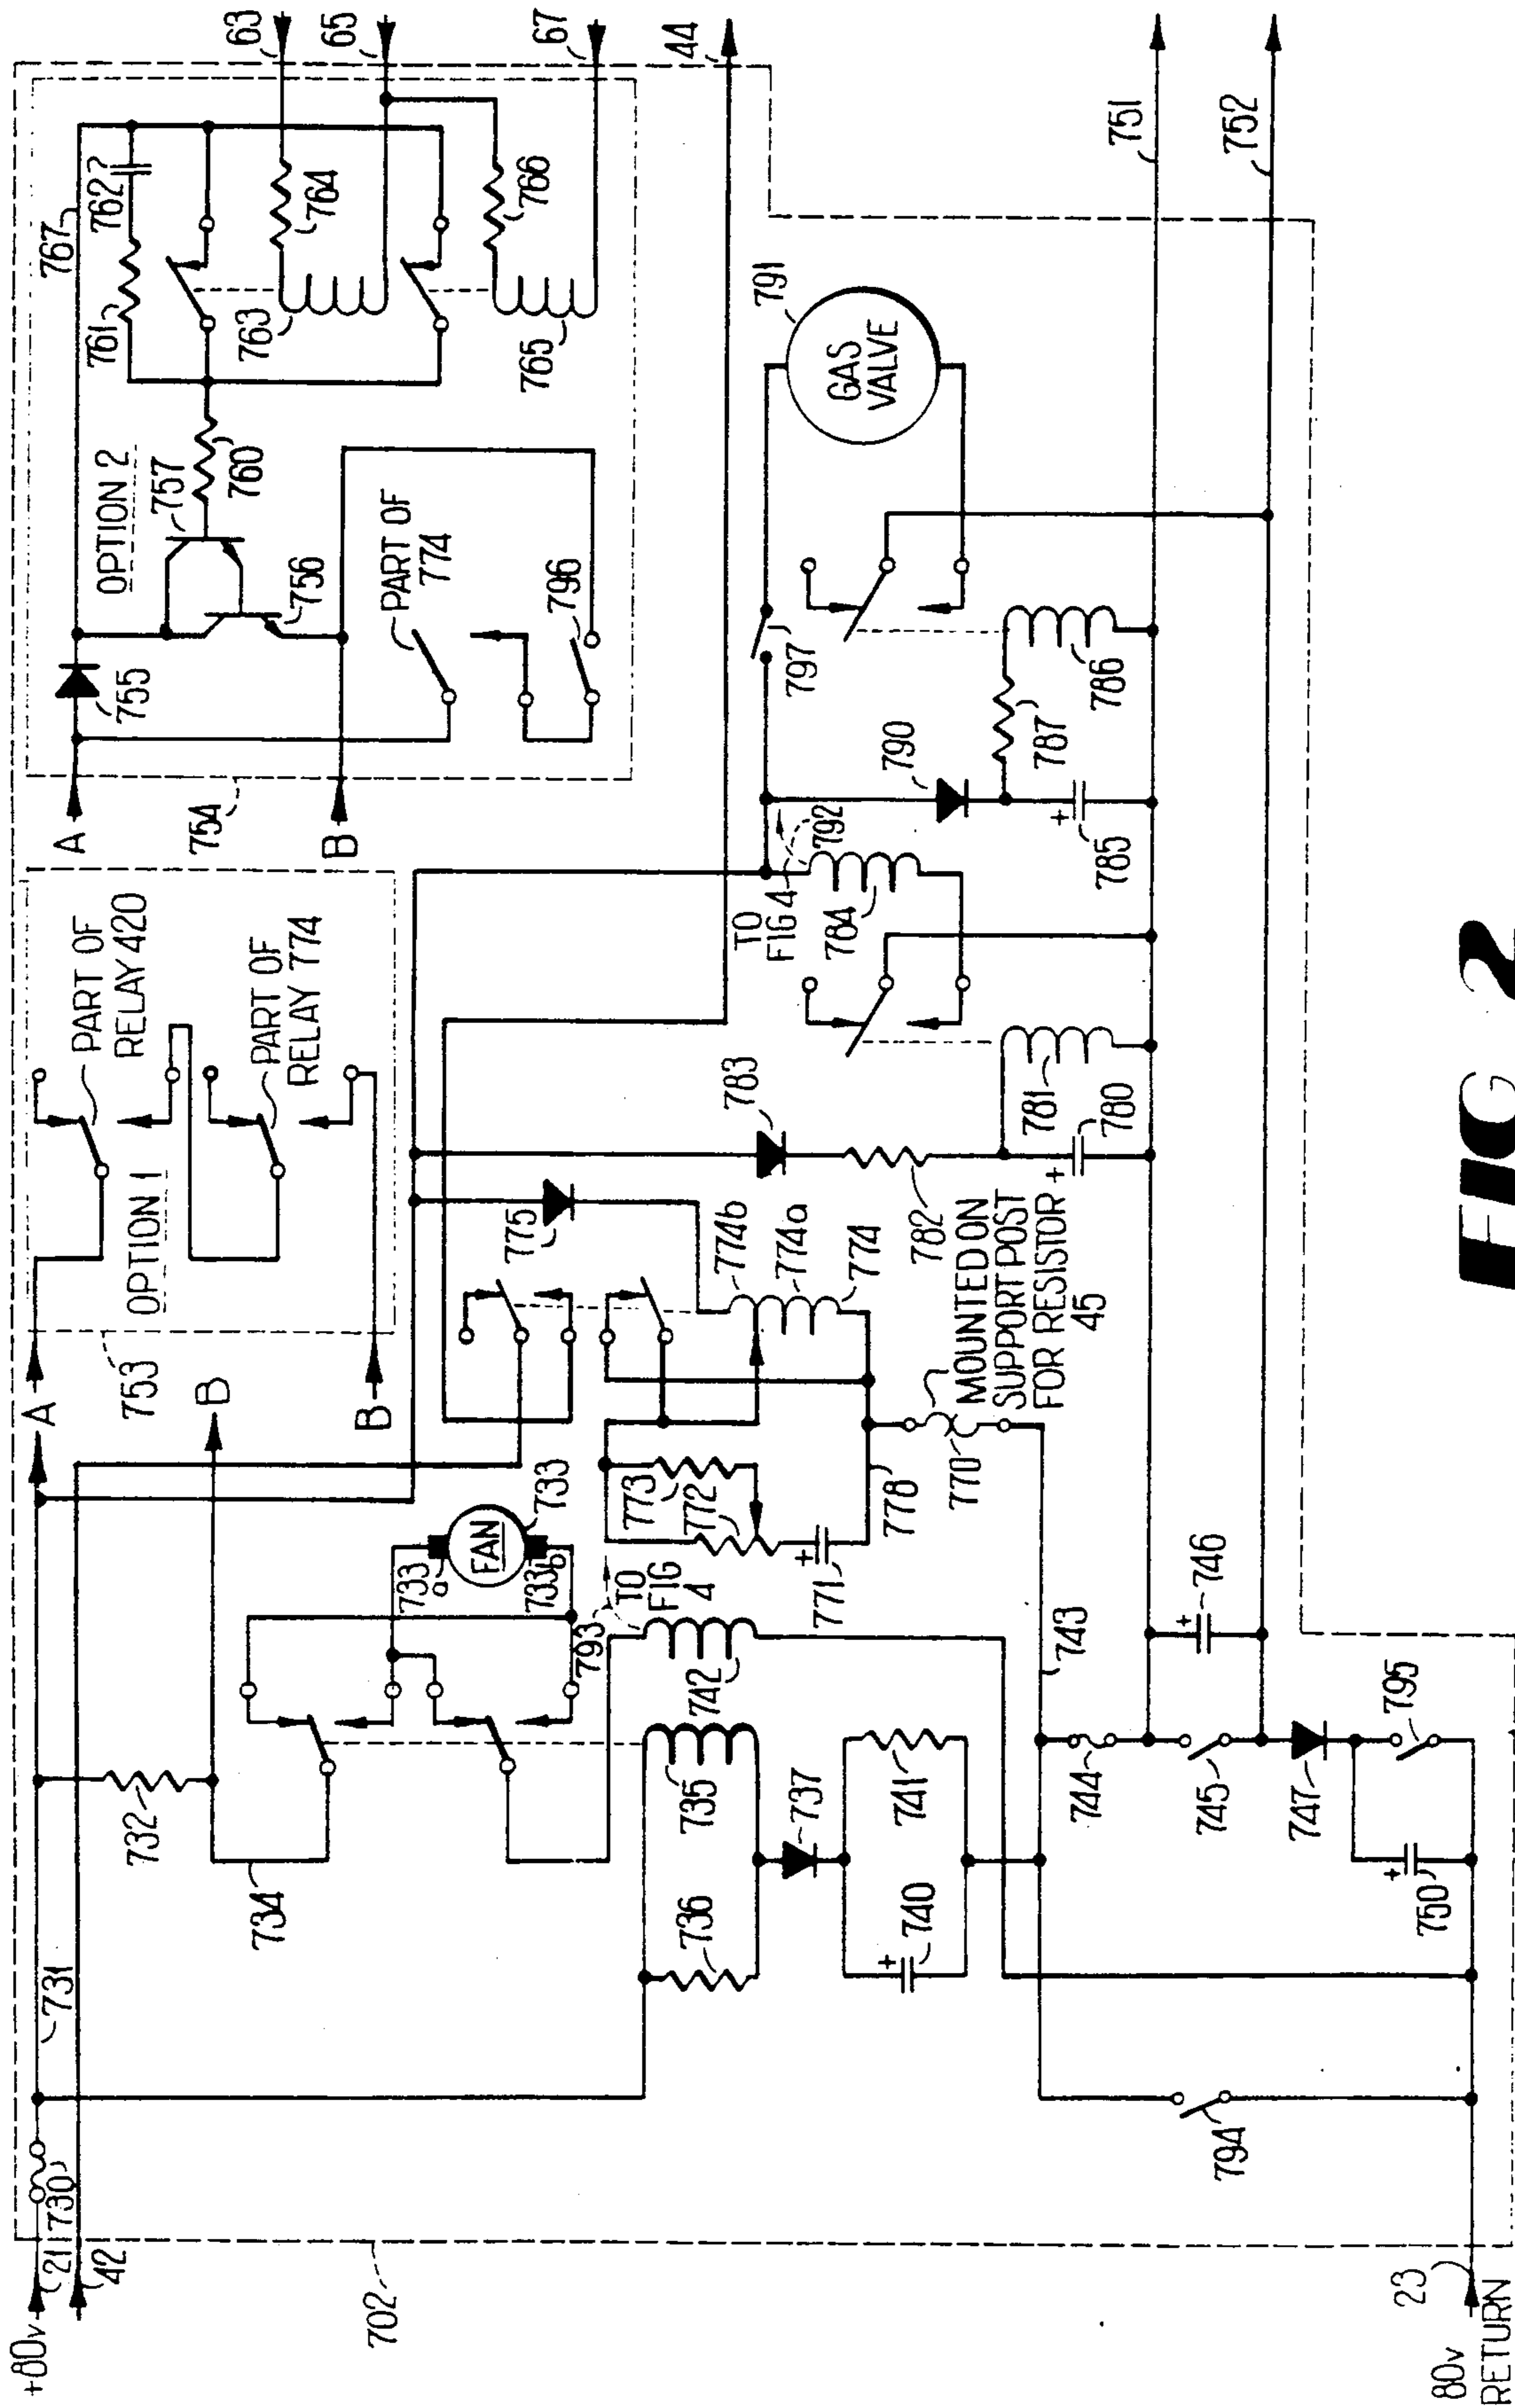 +80v
21
730
42
731
702
732
734
A
B
753
OPTION 1
B
PART OF
RELAY 420
PART OF
RELAY 774
A
754
B
755
OPTION 2
757
756
760
PART OF
774
796
767
761
762
763
764
765
766
63
65
67
44
FAN
733
733
a
733b
793
TO
FIG
4
735
736
742
737
740
741
773
772
771
778
770
775
774b
774a
774
MOUNTED ON
SUPPORT POST
FOR RESISTOR
45
783
782
781
780
TO
FIG 4
792
784
790
785
787
786
797
GAS
VALVE
791
743
744
745
746
747
750
795
794
751
752
23
80v
RETURN
FIG 2